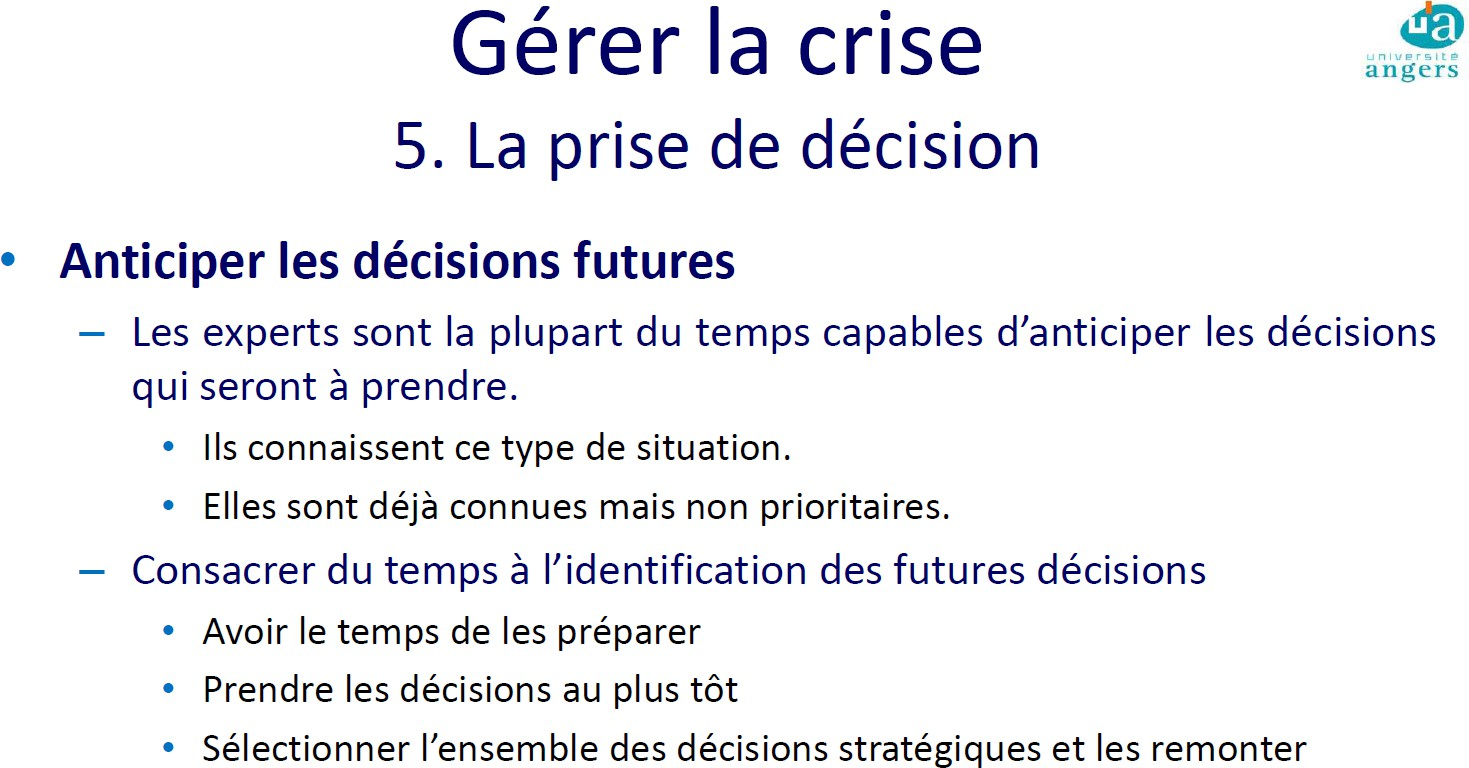 Gérer la crise
ua
université
angers
5. La prise de décision
• Anticiper les décisions futures
– Les experts sont la plupart du temps capables d’anticiper les décisions
qui seront à prendre.
• Ils connaissent ce type de situation.
• Elles sont déjà connues mais non prioritaires.
– Consacrer du temps à l’identification des futures décisions
• Avoir le temps de les préparer
• Prendre les décisions au plus tôt
• Sélectionner l’ensemble des décisions stratégiques et les remonter